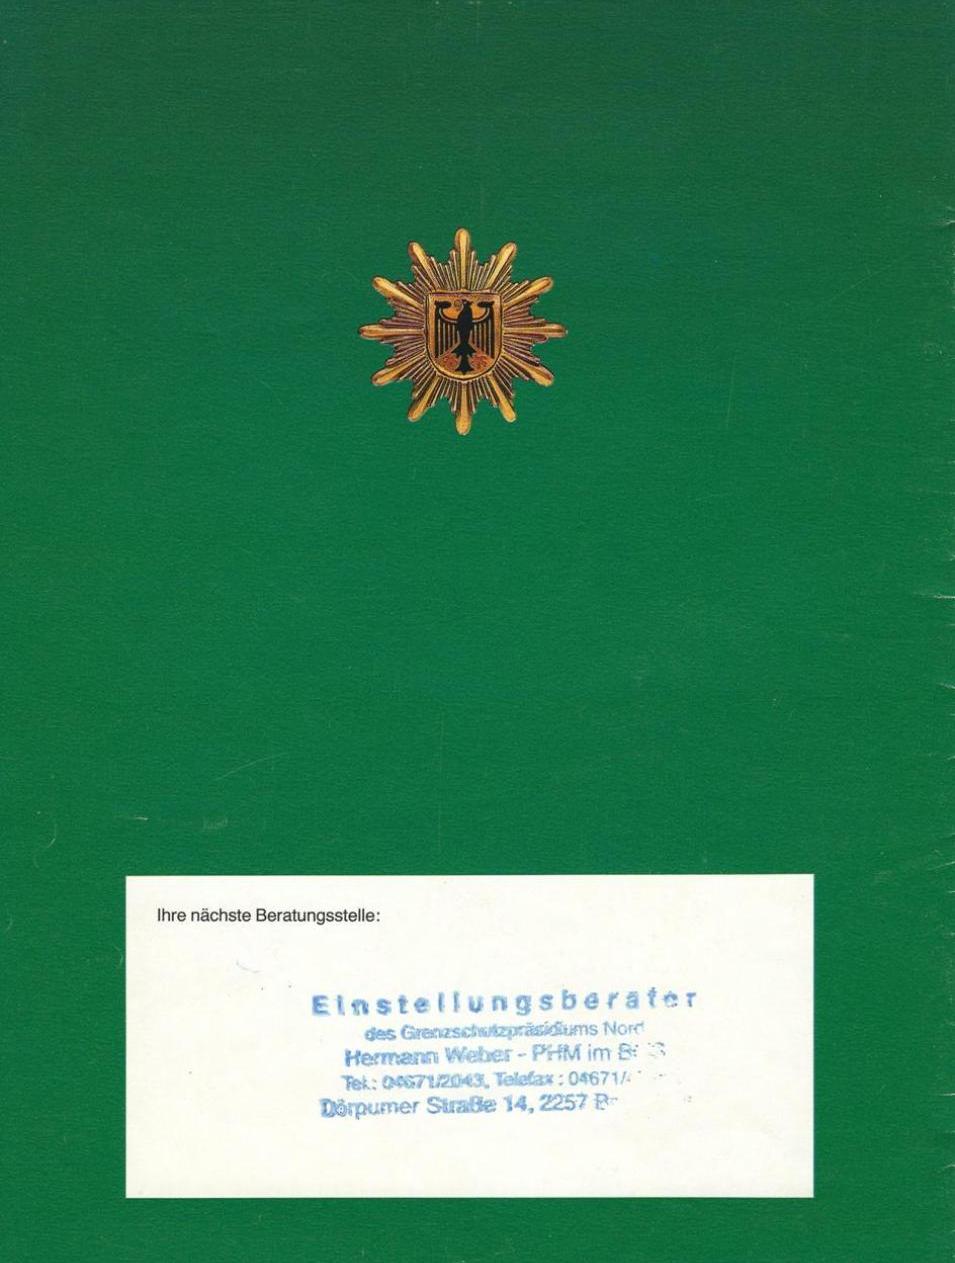 Ihre nächste Beratungsstelle:
Einstellungsberater
des Grenzschutzpräsidiums Nord
Hermann Weber - PHM im
Tel.: 04671/2043, Telefax: 04671/
Dörpumer Straße 14, 2257